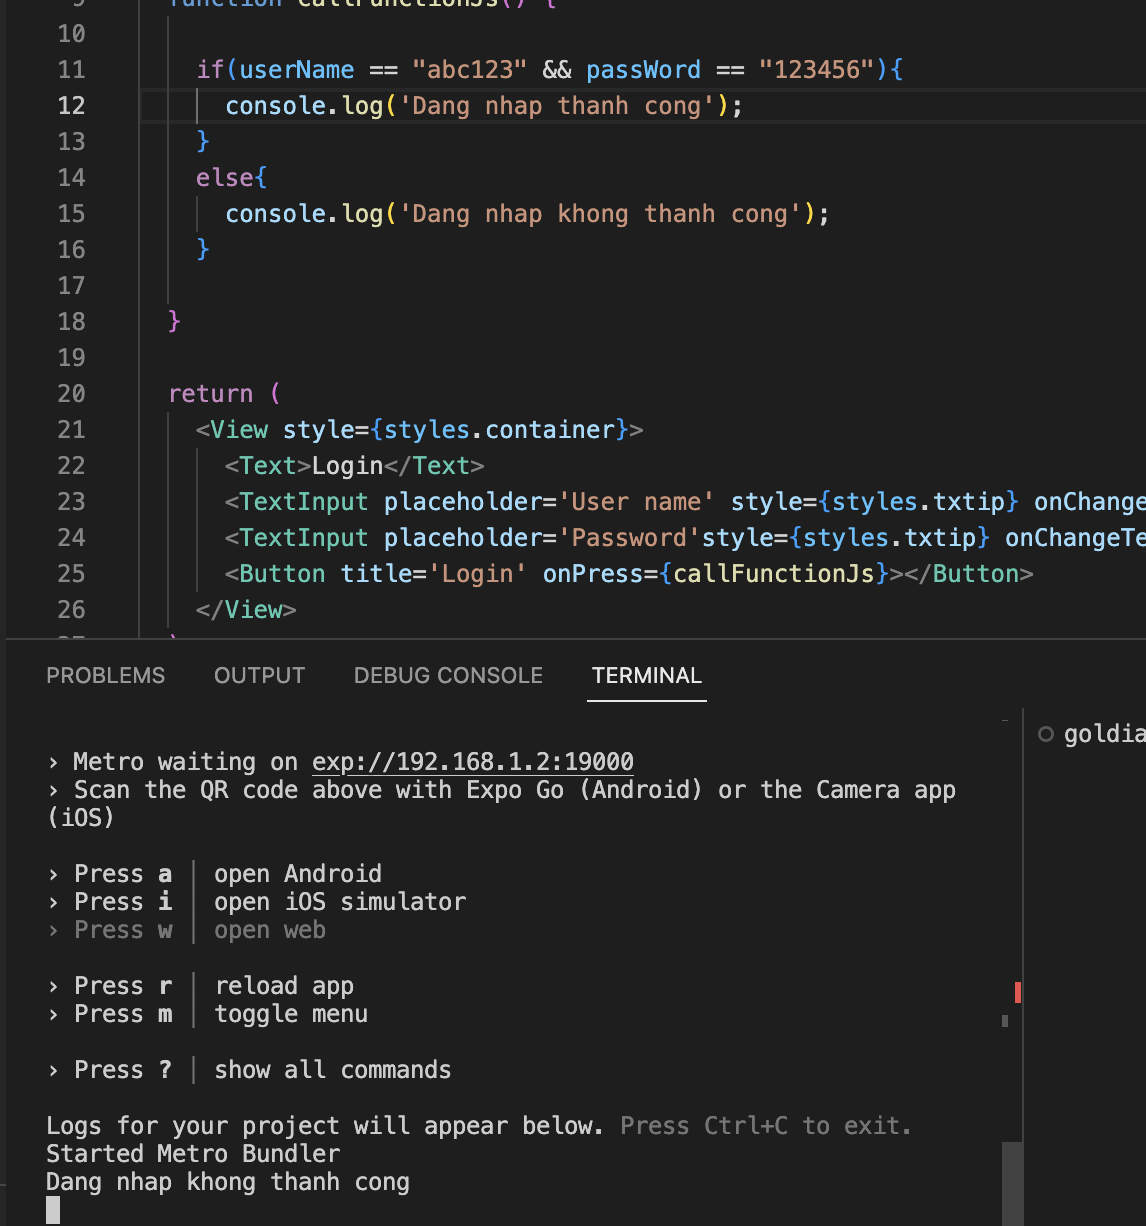 9 function callFunctionJs() {
10
11 if(userName == "abc123" && passWord == "123456"){
12 console.log('Dang nhap thanh cong');
13 }
14 else{
15 console.log('Dang nhap khong thanh cong');
16 }
17
18 }
19
20 return (
21 <View style={styles.container}>
22 <Text>Login</Text>
23 <TextInput placeholder='User name' style={styles.txtip} onChange
24 <TextInput placeholder='Password'style={styles.txtip} onChangeTe
25 <Button title='Login' onPress={callFunctionJs}></Button>
26 </View>
PROBLEMS OUTPUT DEBUG CONSOLE TERMINAL
› Metro waiting on exp://192.168.1.2:19000
› Scan the QR code above with Expo Go (Android) or the Camera app
(iOS)
› Press a │ open Android
› Press i │ open iOS simulator
› Press w │ open web
› Press r │ reload app
› Press m │ toggle menu
› Press ? │ show all commands
Logs for your project will appear below. Press Ctrl+C to exit.
Started Metro Bundler
Dang nhap khong thanh cong
goldia